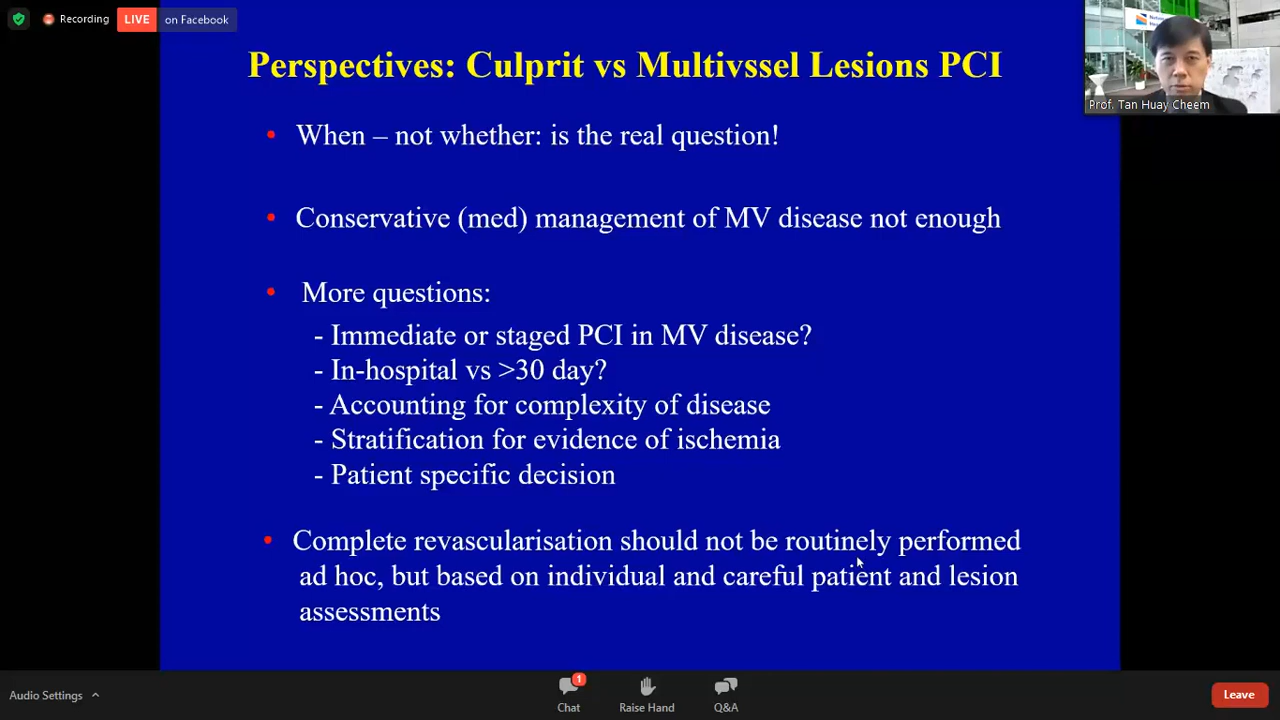 Recording
LIVE on Facebook
Perspectives: Culprit vs Multivssel Lesions PCI
Prof. Tan Huay Cheem
• When – not whether: is the real question!
• Conservative (med) management of MV disease not enough
• More questions:
- Immediate or staged PCI in MV disease?
- In-hospital vs >30 day?
- Accounting for complexity of disease
- Stratification for evidence of ischemia
- Patient specific decision
• Complete revascularisation should not be routinely performed
ad hoc, but based on individual and careful patient and lesion
assessments
Audio Settings
1
Chat
Raise Hand
Q&A
Leave